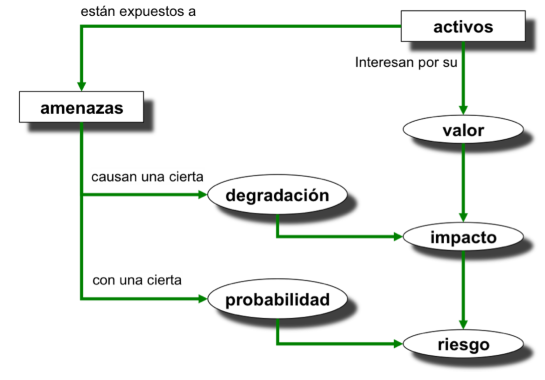 están expuestos a
activos
Interesan por su
amenazas
valor
causan una cierta
degradación
impacto
con una cierta
probabilidad
riesgo